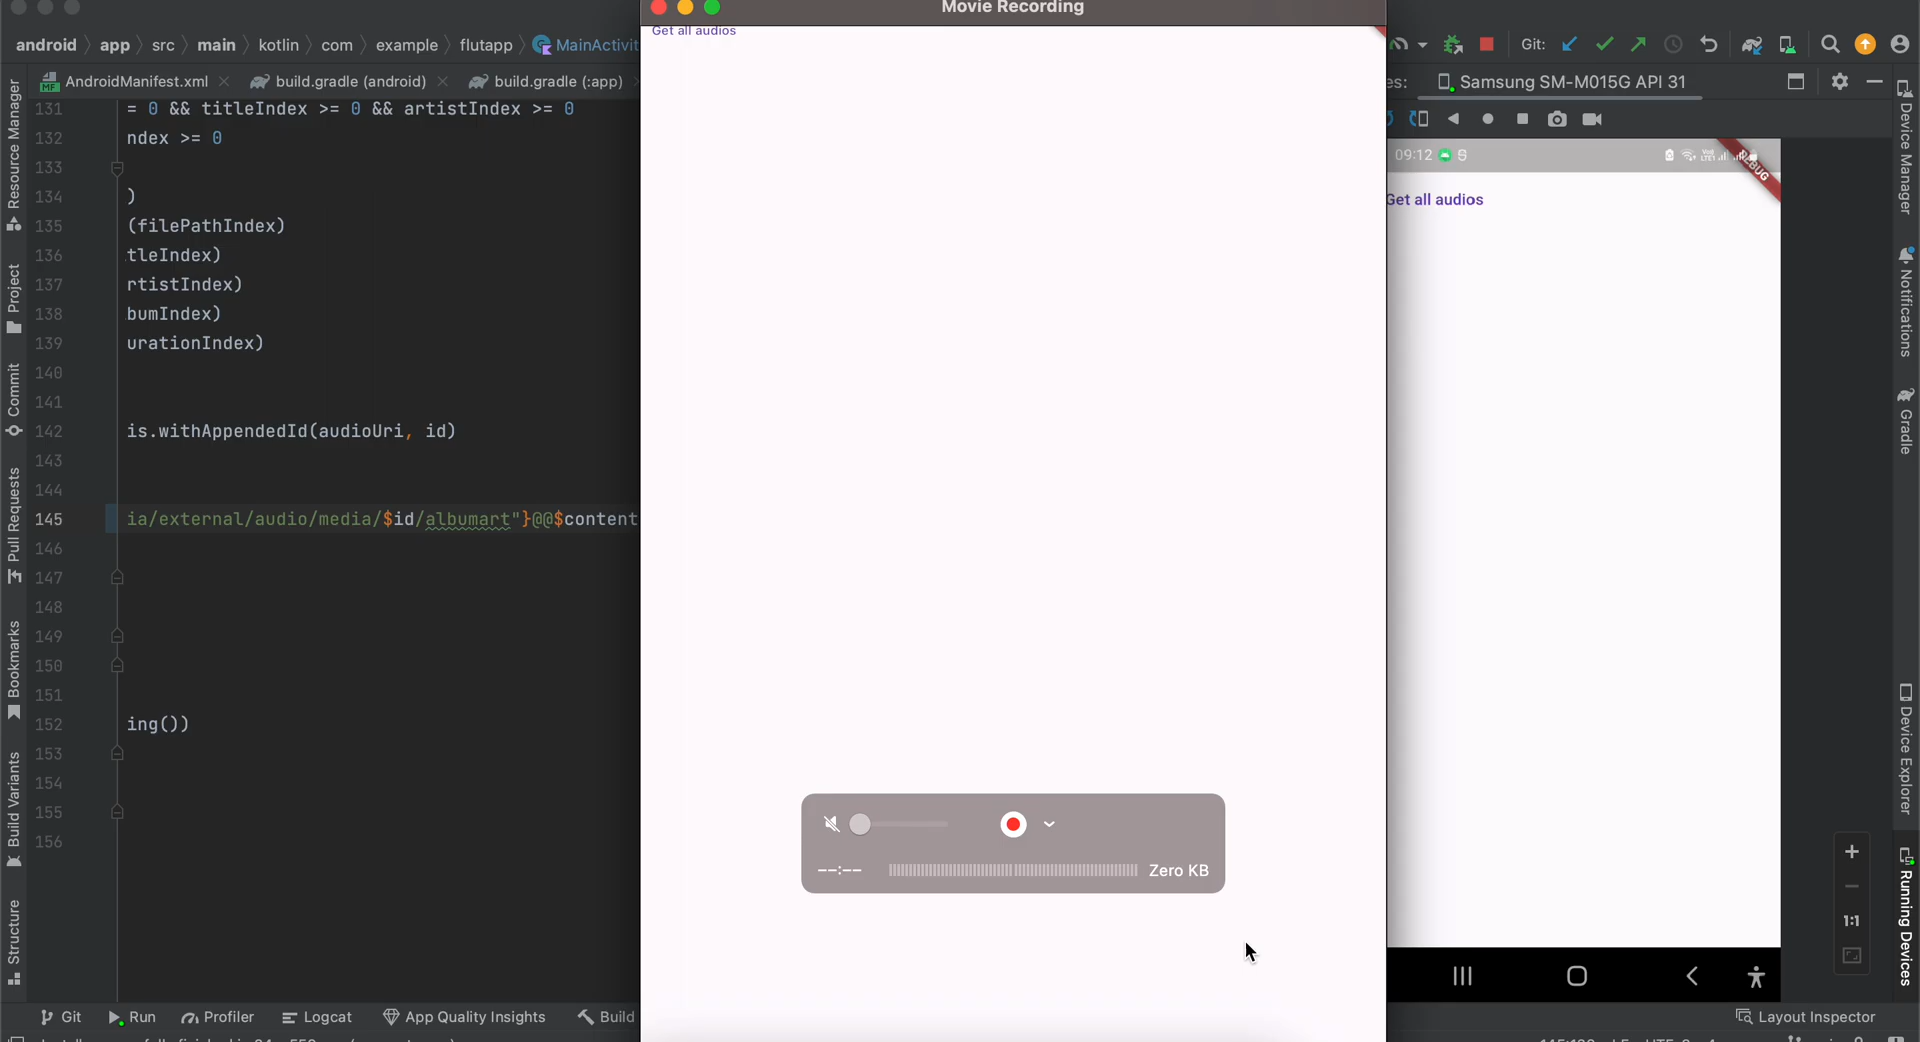 Movie Recording
Get all audios
android
app
src
main
kotlin
com
example
flutapp
MainActivit
Git:
AndroidManifest.xml
build.gradle (android)
build.gradle (:app)
es:
Samsung SM-M015G API 31
131 = 0 && titleIndex >= 0 && artistIndex >= 0
132 ndex >= 0
133
134 )
135 (filePathIndex)
136 tleIndex)
137 rtistIndex)
138 bumIndex)
139 urationIndex)
140
141
142 is.withAppendedId(audioUri, id)
143
144
145 ia/external/audio/media/$id/albumart"}@@$content
146
147
148
149
150
151
152 ing())
153
154
155
156
Resource Manager
Project
Commit
Pull Requests
Bookmarks
Build Variants
Structure
09:12
DEBUG
Get all audios
--:--
Zero KB
1:1
Device Manager
Notifications
Gradle
Device Explorer
Running Devices
Git
Run
Profiler
Logcat
App Quality Insights
Build
Layout Inspector